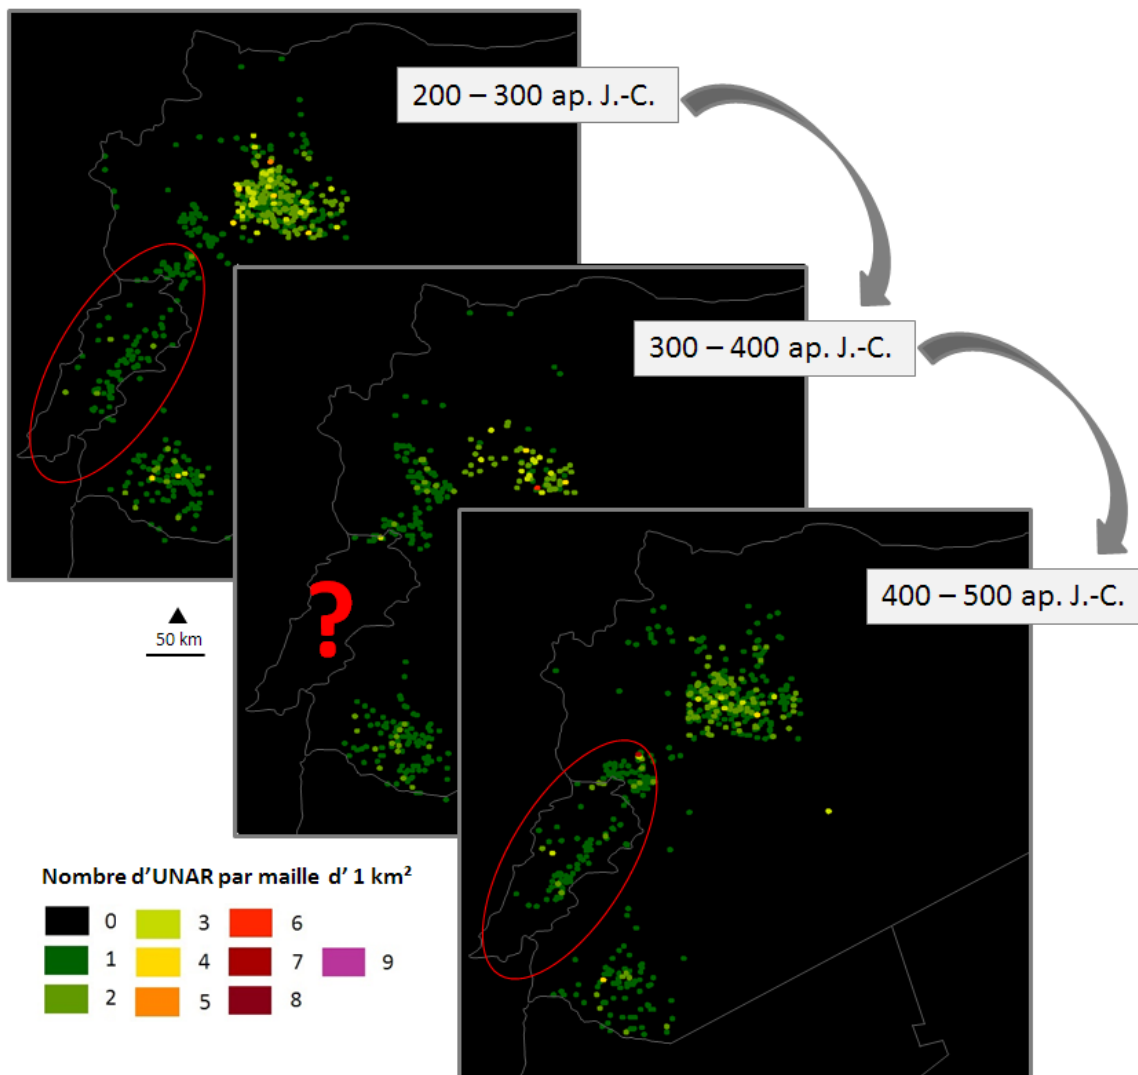 200 – 300 ap. J.-C.
300 – 400 ap. J.-C.
400 – 500 ap. J.-C.
?
50 km
Nombre d'UNAR par maille d' 1 km²
0 3 6
1 4 7 9
2 5 8